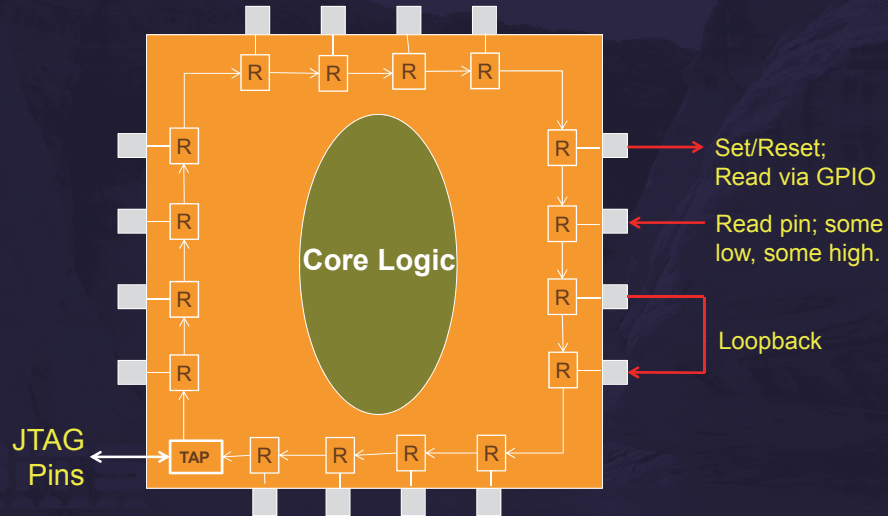 R R R R
R R
Set/Reset;
Read via GPIO
R R
Read pin; some
low, some high.
Core Logic
R R
Loopback
R R
JTAG
Pins
TAP R R R R